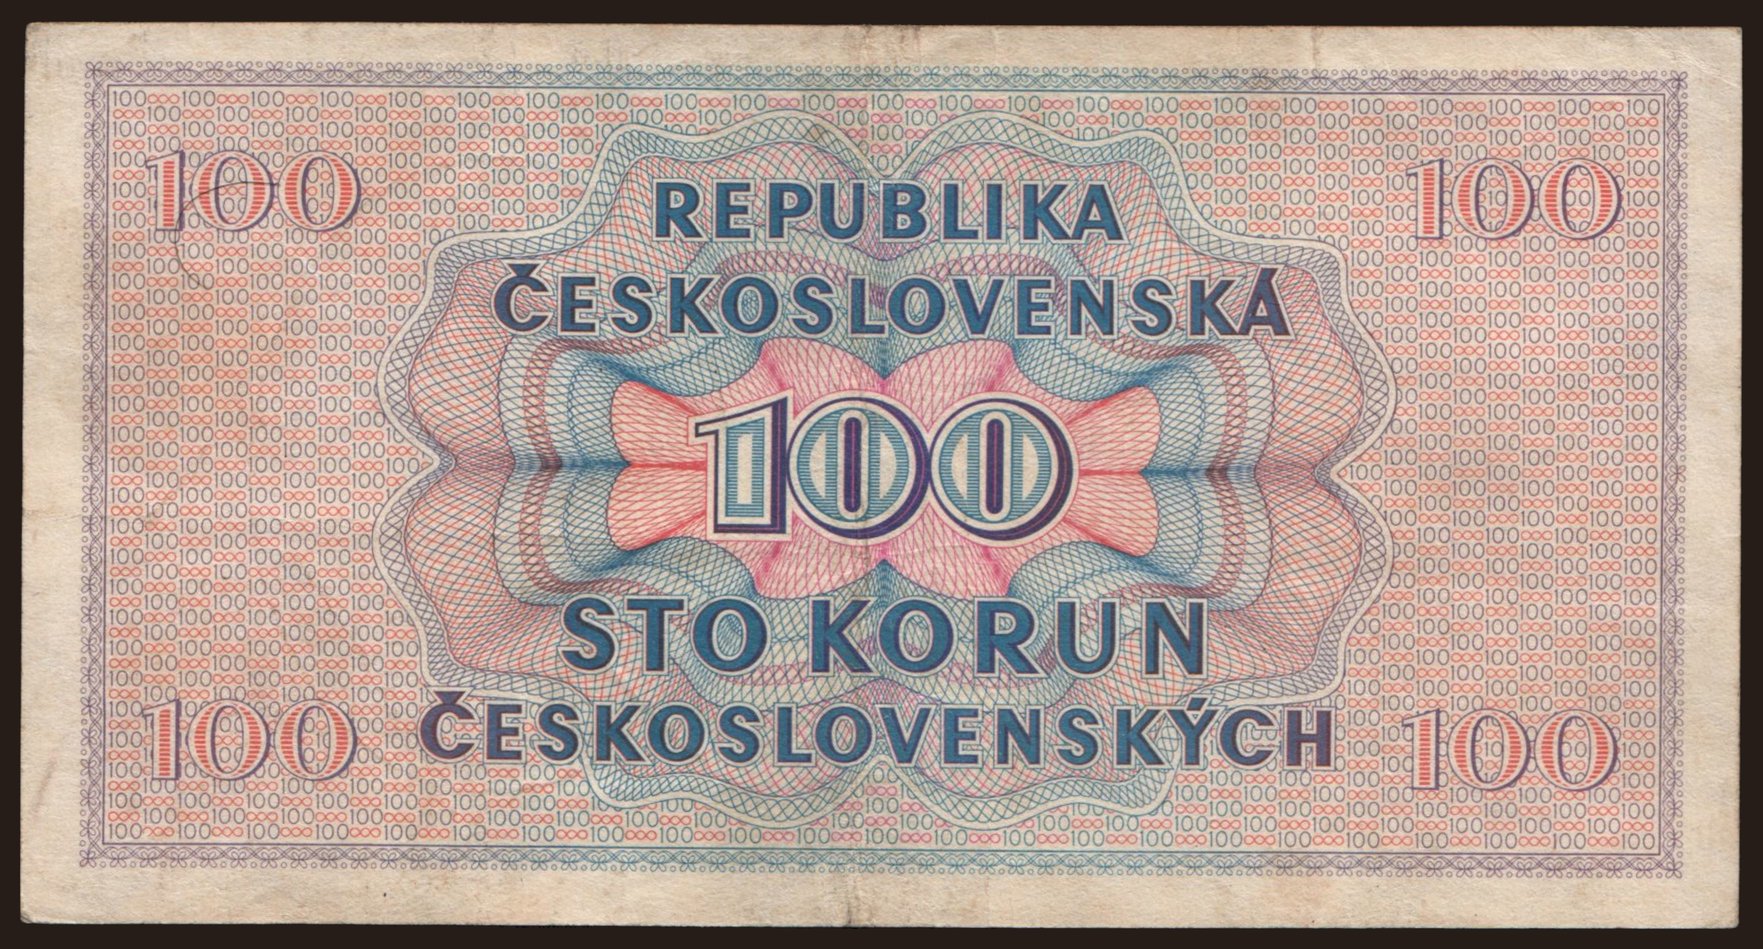 100 100
REPUBLIKA
ČESKOSLOVENSKÁ
100
STO KORUN
ČESKOSLOVENSKÝCH
100 100